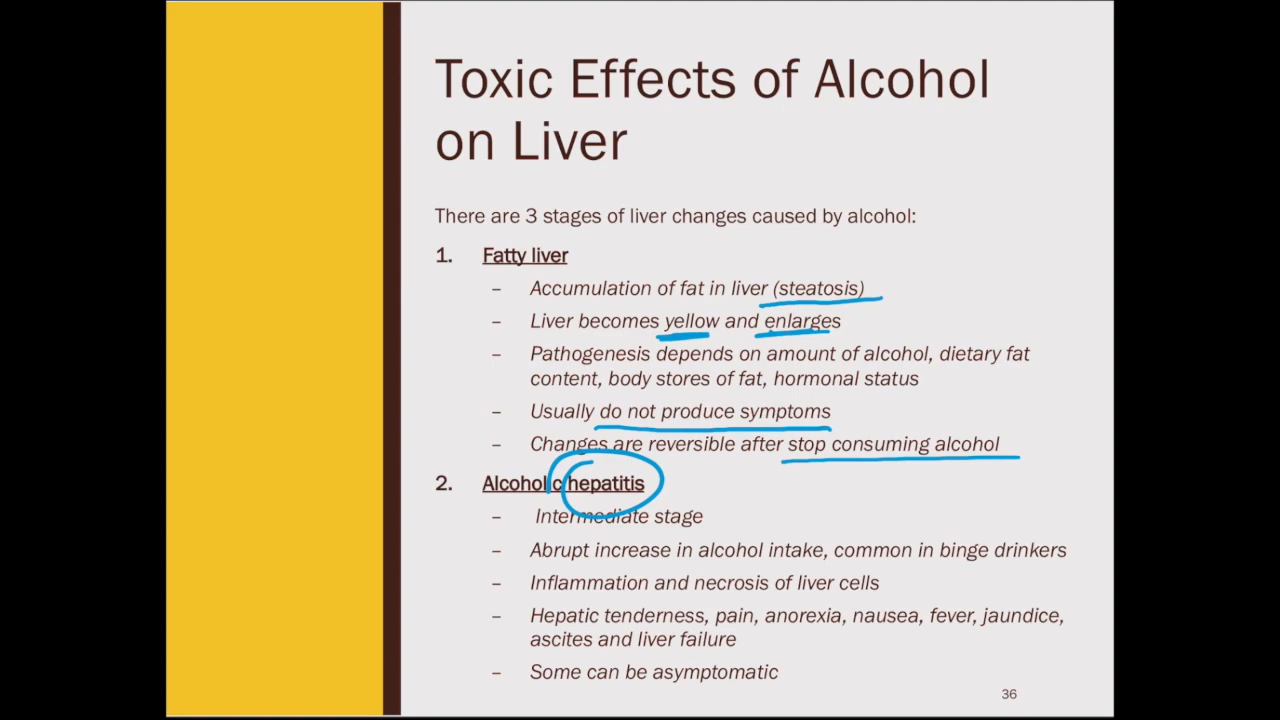 Toxic Effects of Alcohol
on Liver
There are 3 stages of liver changes caused by alcohol:
1. Fatty liver
– Accumulation of fat in liver (steatosis)
– Liver becomes yellow and enlarges
– Pathogenesis depends on amount of alcohol, dietary fat
content, body stores of fat, hormonal status
– Usually do not produce symptoms
– Changes are reversible after stop consuming alcohol
2. Alcoholic hepatitis
– Intermediate stage
– Abrupt increase in alcohol intake, common in binge drinkers
– Inflammation and necrosis of liver cells
– Hepatic tenderness, pain, anorexia, nausea, fever, jaundice,
ascites and liver failure
– Some can be asymptomatic
36